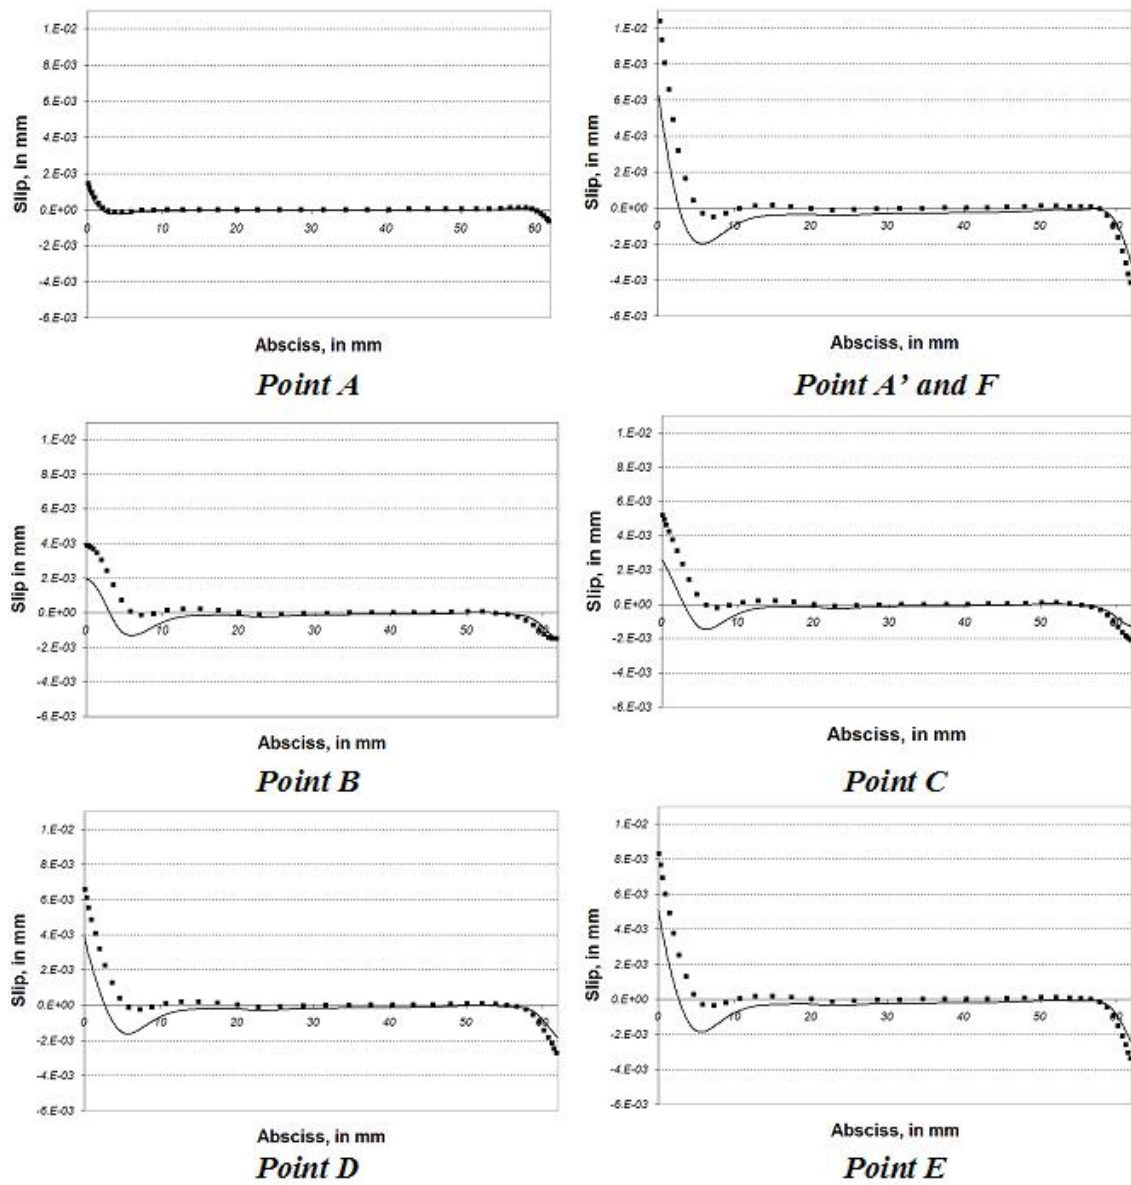 1.E-02
8.E-03
6.E-03
4.E-03
2.E-03
0.E+00
-2.E-03
-4.E-03
-6.E-03
Slip, in mm
0 10 20 30 40 50 60
Absciss, in mm
Point A
1.E-02
8.E-03
6.E-03
4.E-03
2.E-03
0.E+00
-2.E-03
-4.E-03
-6.E-03
Slip, in mm
0 10 20 30 40 50 60
Absciss, in mm
Point A’ and F
1.E-02
8.E-03
6.E-03
4.E-03
2.E-03
0.E+00
-2.E-03
-4.E-03
-6.E-03
Slip in mm
0 10 20 30 40 50 60
Absciss, in mm
Point B
1.E-02
8.E-03
6.E-03
4.E-03
2.E-03
0.E+00
-2.E-03
-4.E-03
-6.E-03
Slip, in mm
0 10 20 30 40 50 60
Absciss, in mm
Point C
1.E-02
8.E-03
6.E-03
4.E-03
2.E-03
0.E+00
-2.E-03
-4.E-03
-6.E-03
Slip, in mm
0 10 20 30 40 50 60
Absciss, in mm
Point D
1.E-02
8.E-03
6.E-03
4.E-03
2.E-03
0.E+00
-2.E-03
-4.E-03
-6.E-03
Slip, in mm
0 10 20 30 40 50 60
Absciss, in mm
Point E